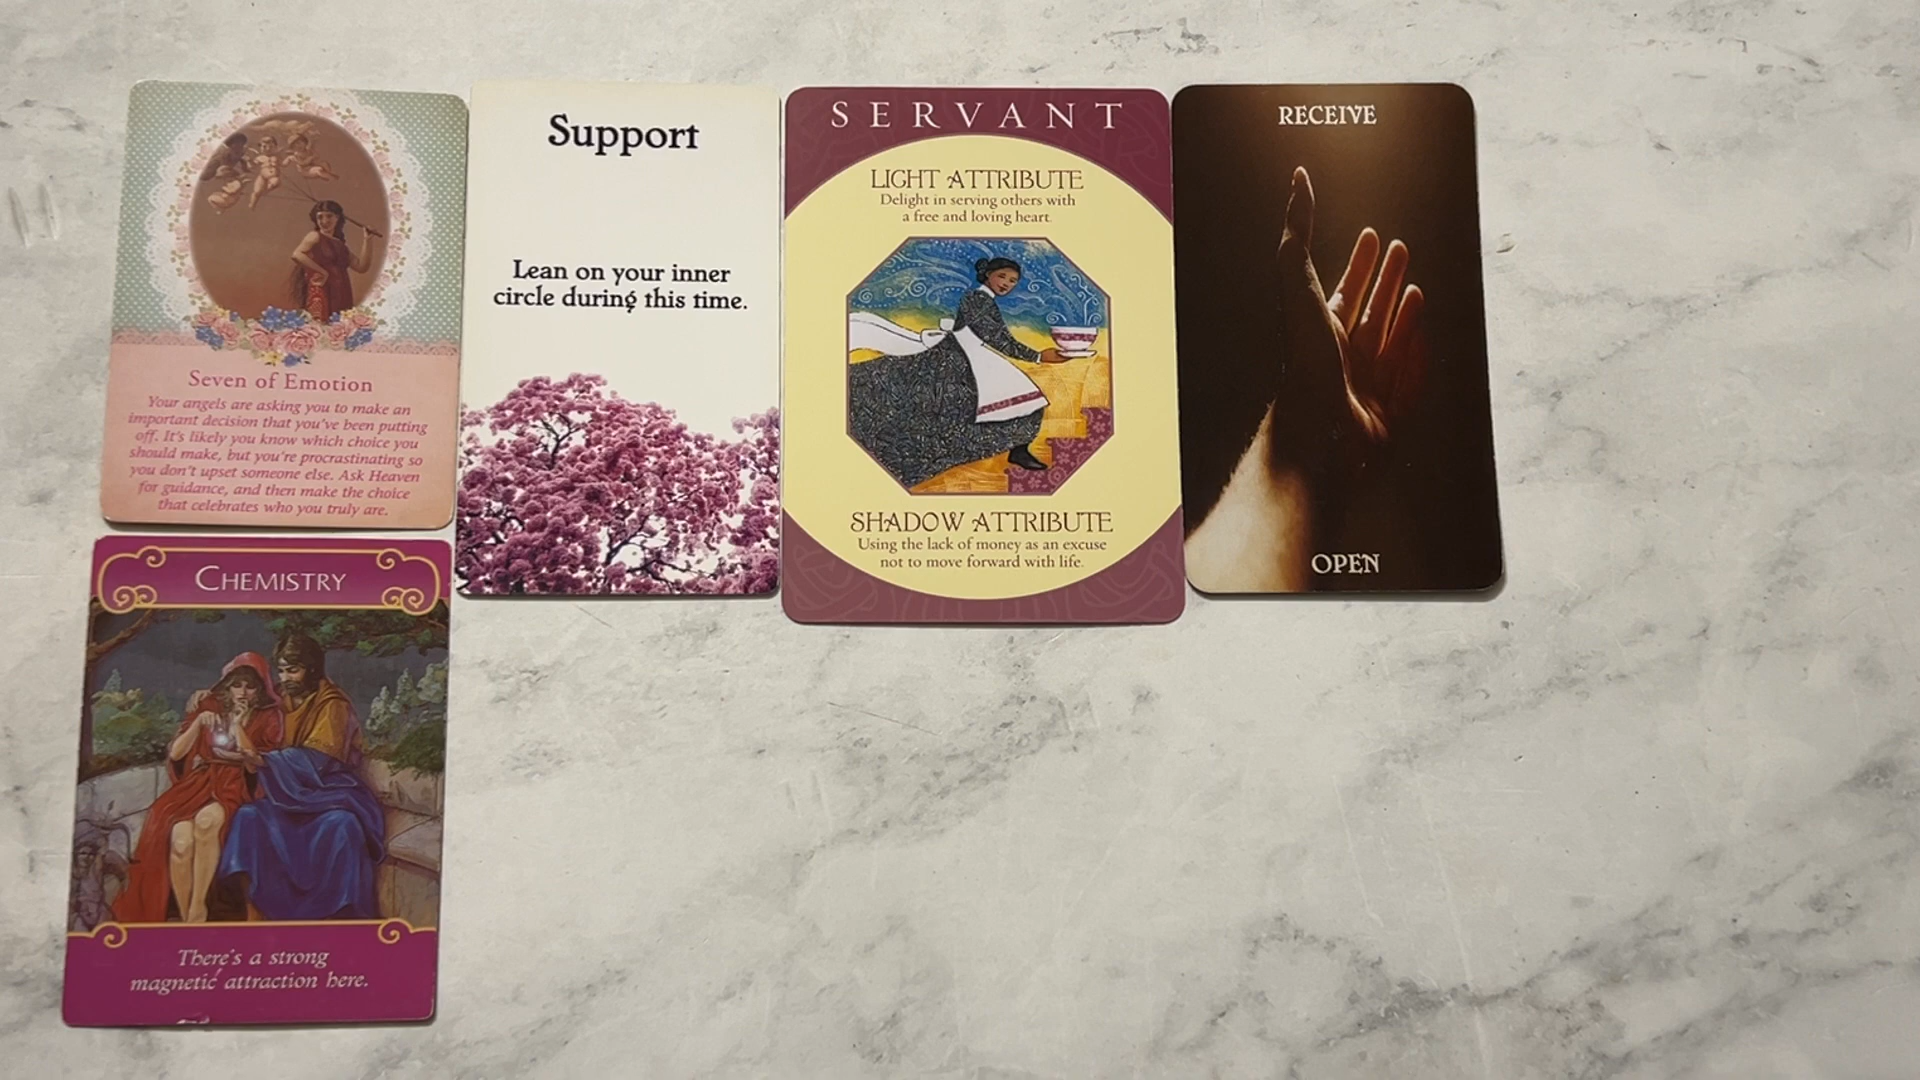 Seven of Emotion
Your angels are asking you to make an
important decision that you've been putting
off. It's likely you know which choice you
should make, but you're procrastinating so
you don't upset someone else. Ask Heaven
for guidance, and then make the choice
that celebrates who you truly are.
Support
Lean on your inner
circle during this time.
SERVANT
LIGHT ATTRIBUTE
Delight in serving others with
a free and loving heart.
SHADOW ATTRIBUTE
Using the lack of money as an excuse
not to move forward with life.
RECEIVE
OPEN
CHEMISTRY
There's a strong
magnetic attraction here.